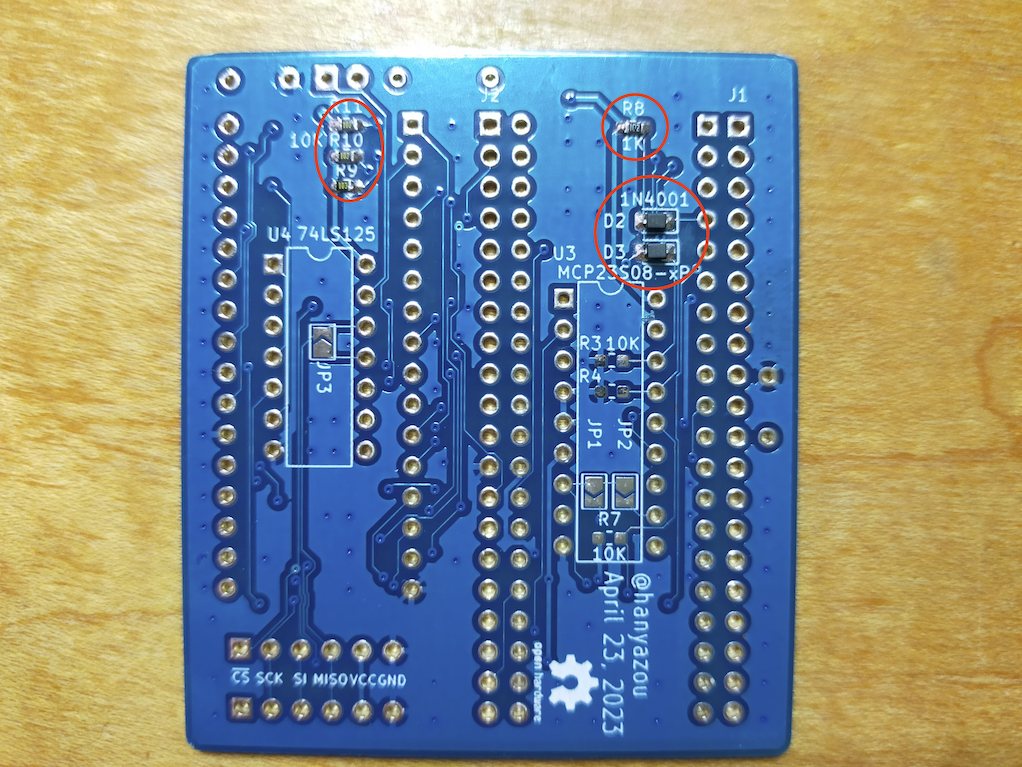 J2
J1
R11
R8
10K
R10
1K
R9
1N4001
D2
D3
U4 74LS125
U3
MCP23S08-xP
R3 10K
R4
JP3
JP1
JP2
R7
10K
@hanyazou
April 23, 2023
open hardware
CS SCK SI MISO VCC GND